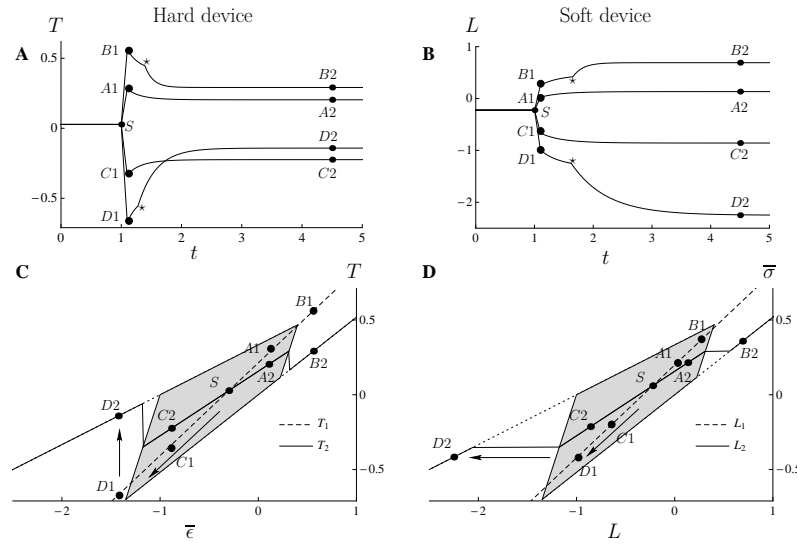 Hard device
Soft device
A
T
0.5
0
−0.5
0 1 2 3 4 5
t
B1
A1
S
C1
D1
⋆
⋆
B2
A2
D2
C2
B
L
1
0
−1
−2
0 1 2 3 4 5
t
B1
A1
S
C1
D1
⋆
⋆
B2
A2
C2
D2
C
T
0.5
0
−0.5
−2 −1 0 1
ϵ̅
B1
A1
S
A2
B2
D2
C2
C1
D1
T₁
T₂
D
σ̅
0.5
0
−0.5
−2 −1 0 1
L
B1
A1
S
A2
B2
C2
C1
D2
D1
L₁
L₂